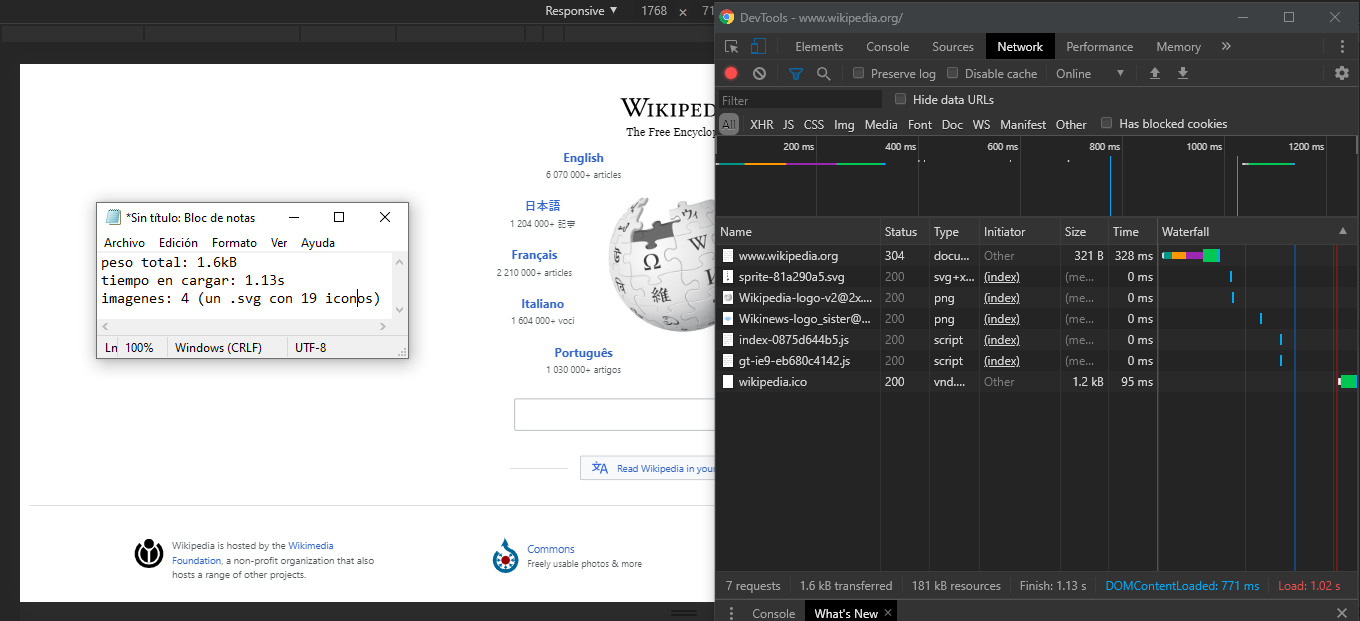 Responsive ▼ 1768 × 71
DevTools - www.wikipedia.org/
Elements Console Sources Network Performance Memory »
Preserve log Disable cache Online ▼
Filter Hide data URLs
All XHR JS CSS Img Media Font Doc WS Manifest Other Has blocked cookies
200 ms 400 ms 600 ms 800 ms 1000 ms 1200 ms
Name Status Type Initiator Size Time Waterfall
www.wikipedia.org 304 docu... Other 321 B 328 ms
sprite-81a290a5.svg 200 svg+x... (index) (me... 0 ms
Wikipedia-logo-v2@2x.... 200 png (index) (me... 0 ms
Wikinews-logo_sister@... 200 png (index) (me... 0 ms
index-0875d644b5.js 200 script (index) (me... 0 ms
gt-ie9-eb680c4142.js 200 script (index) (me... 0 ms
wikipedia.ico 200 vnd.... Other 1.2 kB 95 ms
7 requests 1.6 kB transferred 181 kB resources Finish: 1.13 s DOMContentLoaded: 771 ms Load: 1.02 s
Console What's New ×
WIKIPED
The Free Encyclop
English
6 070 000+ articles
日本語
1 204 000+ 記事
Français
2 210 000+ articles
Italiano
1 604 000+ voci
Português
1 030 000+ artigos
Read Wikipedia in your
Wikipedia is hosted by the Wikimedia
Foundation, a non-profit organization that also
hosts a range of other projects.
Commons
Freely usable photos & more
*Sin título: Bloc de notas
Archivo Edición Formato Ver Ayuda
peso total: 1.6kB
tiempo en cargar: 1.13s
imagenes: 4 (un .svg con 19 iconos)
Ln 100% Windows (CRLF) UTF-8
Ω W 維 ウィ